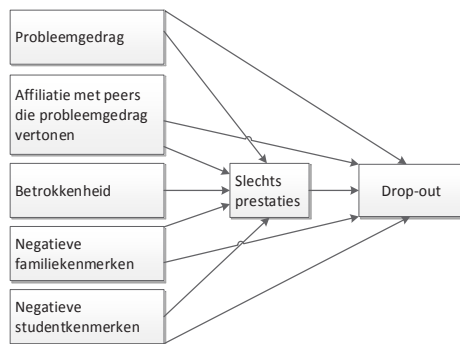 Probleemgedrag
Affiliatie met peers
die probleemgedrag
vertonen
Betrokkenheid
Negatieve
familiekenmerken
Negatieve
studentkenmerken
Slechts
prestaties
Drop-out